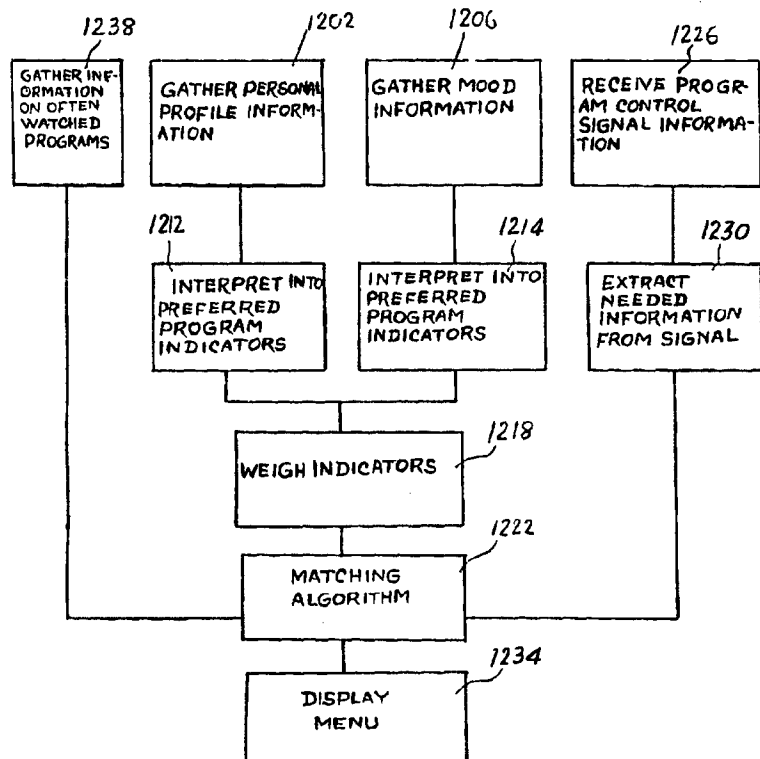 1238
1202
1206
1226
GATHER INF-
ORMATION
ON OFTEN
WATCHED
PROGRAMS
GATHER PERSONAL
PROFILE INFORM-
ATION
GATHER MOOD
INFORMATION
RECEIVE PROGR-
AM CONTROL
SIGNAL INFORMA-
TION
1212
1214
1230
INTERPRET INTO
PREFERRED
PROGRAM
INDICATORS
INTERPRET INTO
PREFERRED
PROGRAM
INDICATORS
EXTRACT
NEEDED
INFORMATION
FROM SIGNAL
1218
WEIGH INDICATORS
1222
MATCHING
ALGORITHM
1234
DISPLAY
MENU